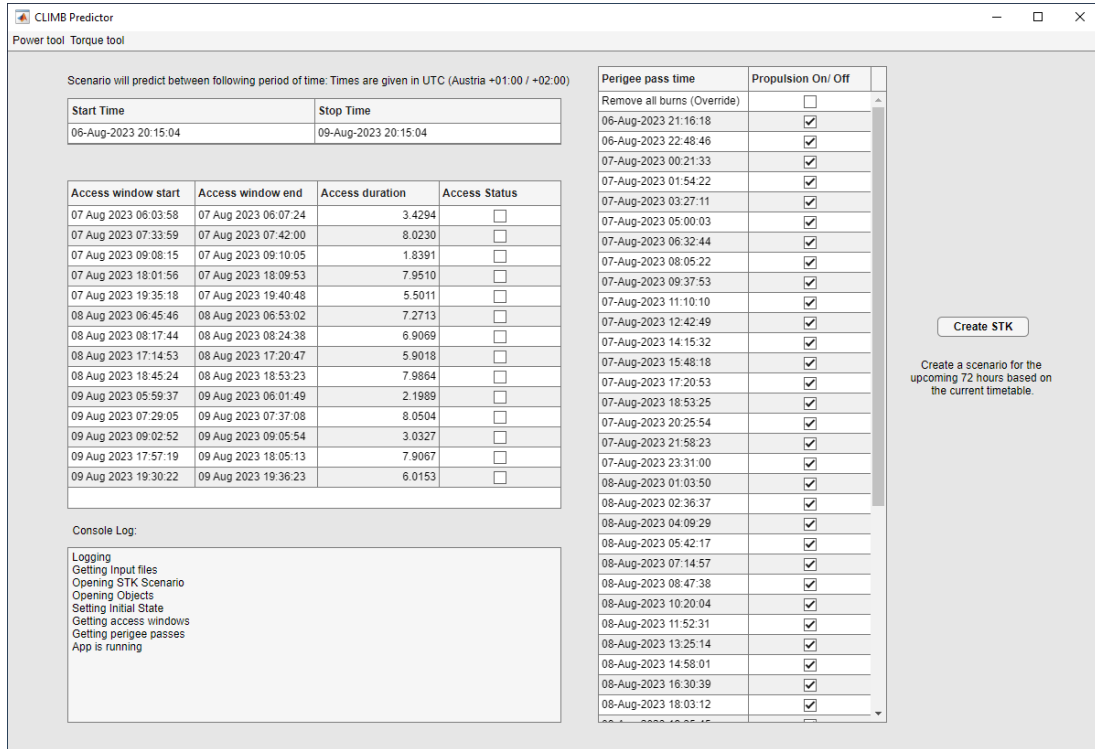 CLIMB Predictor
Power tool Torque tool
Scenario will predict between following period of time: Times are given in UTC (Austria +01:00 / +02:00)
Start Time Stop Time
06-Aug-2023 20:15:04 09-Aug-2023 20:15:04
Access window start Access window end Access duration Access Status
07 Aug 2023 06:03:58 07 Aug 2023 06:07:24 3.4294
07 Aug 2023 07:33:59 07 Aug 2023 07:42:00 8.0230
07 Aug 2023 09:08:15 07 Aug 2023 09:10:05 1.8391
07 Aug 2023 18:01:56 07 Aug 2023 18:09:53 7.9510
07 Aug 2023 19:35:18 07 Aug 2023 19:40:48 5.5011
08 Aug 2023 06:45:46 08 Aug 2023 06:53:02 7.2713
08 Aug 2023 08:17:44 08 Aug 2023 08:24:38 6.9069
08 Aug 2023 17:14:53 08 Aug 2023 17:20:47 5.9018
08 Aug 2023 18:45:24 08 Aug 2023 18:53:23 7.9864
09 Aug 2023 05:59:37 09 Aug 2023 06:01:49 2.1989
09 Aug 2023 07:29:05 09 Aug 2023 07:37:08 8.0504
09 Aug 2023 09:02:52 09 Aug 2023 09:05:54 3.0327
09 Aug 2023 17:57:19 09 Aug 2023 18:05:13 7.9067
09 Aug 2023 19:30:22 09 Aug 2023 19:36:23 6.0153
Console Log:
Logging
Getting Input files
Opening STK Scenario
Opening Objects
Setting Initial State
Getting access windows
Getting perigee passes
App is running
Perigee pass time Propulsion On/ Off
Remove all burns (Override)
06-Aug-2023 21:16:18
06-Aug-2023 22:48:46
07-Aug-2023 00:21:33
07-Aug-2023 01:54:22
07-Aug-2023 03:27:11
07-Aug-2023 05:00:03
07-Aug-2023 06:32:44
07-Aug-2023 08:05:22
07-Aug-2023 09:37:53
07-Aug-2023 11:10:10
07-Aug-2023 12:42:49
07-Aug-2023 14:15:32
07-Aug-2023 15:48:18
07-Aug-2023 17:20:53
07-Aug-2023 18:53:25
07-Aug-2023 20:25:54
07-Aug-2023 21:58:23
07-Aug-2023 23:31:00
08-Aug-2023 01:03:50
08-Aug-2023 02:36:37
08-Aug-2023 04:09:29
08-Aug-2023 05:42:17
08-Aug-2023 07:14:57
08-Aug-2023 08:47:38
08-Aug-2023 10:20:04
08-Aug-2023 11:52:31
08-Aug-2023 13:25:14
08-Aug-2023 14:58:01
08-Aug-2023 16:30:39
08-Aug-2023 18:03:12
Create STK
Create a scenario for the
upcoming 72 hours based on
the current timetable.